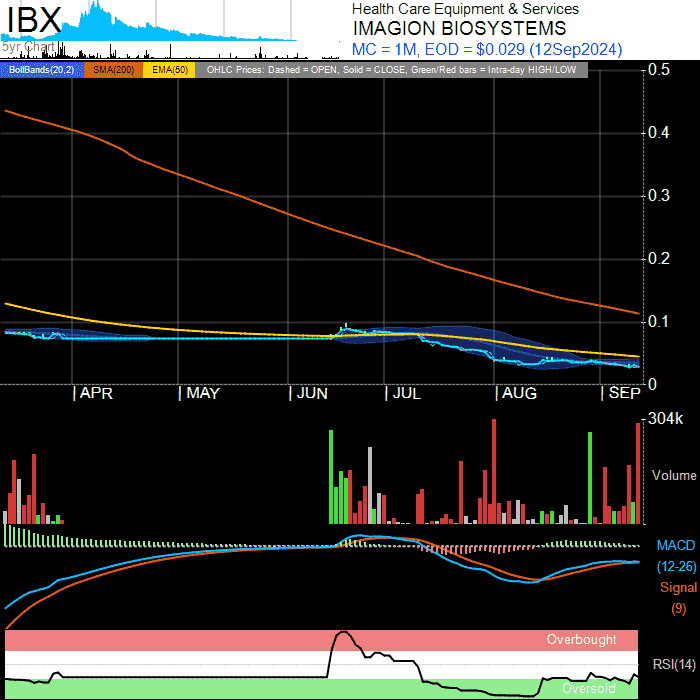 IBX
5yr Chart
Health Care Equipment & Services
IMAGION BIOSYSTEMS
MC = 1M, EOD = $0.029 (12Sep2024)
BollBands(20,2) SMA(200) EMA(50) OHLC Prices: Dashed = OPEN, Solid = CLOSE, Green/Red bars = Intra-day HIGH/LOW
0.5
0.4
0.3
0.2
0.1
0
APR MAY JUN JUL AUG SEP
304k
Volume
MACD
(12-26)
Signal
(9)
Overbought
RSI(14)
Oversold